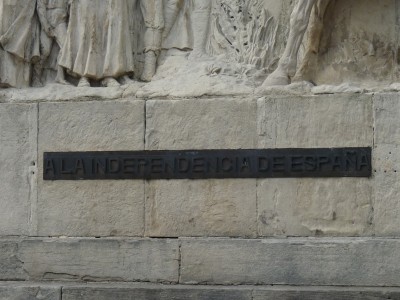 A LA INDEPENDENCIA DE ESPAÑA